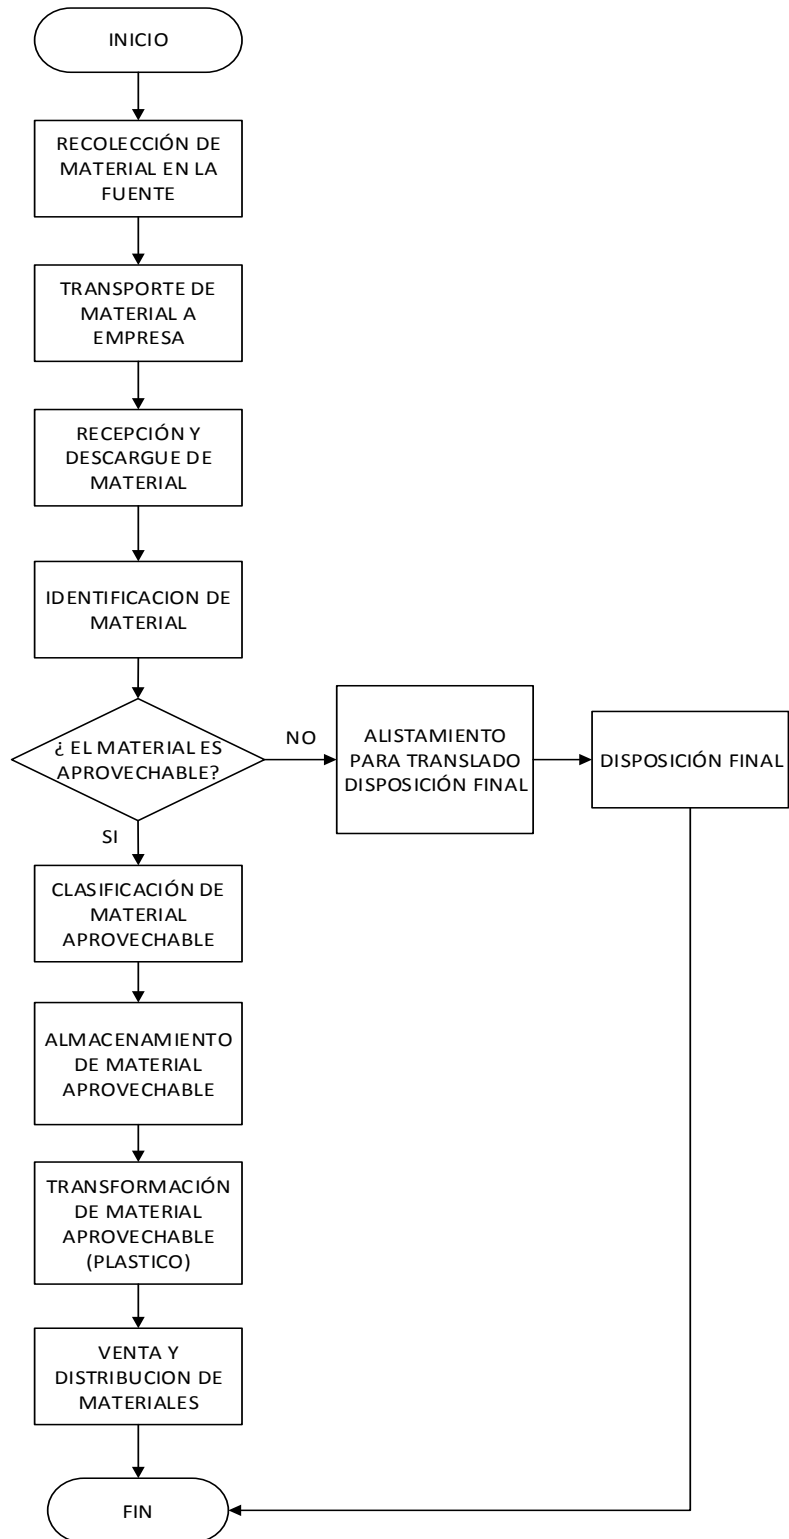 INICIO
RECOLECCIÓN DE
MATERIAL EN LA
FUENTE
TRANSPORTE DE
MATERIAL A
EMPRESA
RECEPCIÓN Y
DESCARGUE DE
MATERIAL
IDENTIFICACION DE
MATERIAL
¿ EL MATERIAL ES
APROVECHABLE?
NO
ALISTAMIENTO
PARA TRANSLADO
DISPOSICIÓN FINAL
DISPOSICIÓN FINAL
SI
CLASIFICACIÓN DE
MATERIAL
APROVECHABLE
ALMACENAMIENTO
DE MATERIAL
APROVECHABLE
TRANSFORMACIÓN
DE MATERIAL
APROVECHABLE
(PLASTICO)
VENTA Y
DISTRIBUCION DE
MATERIALES
FIN